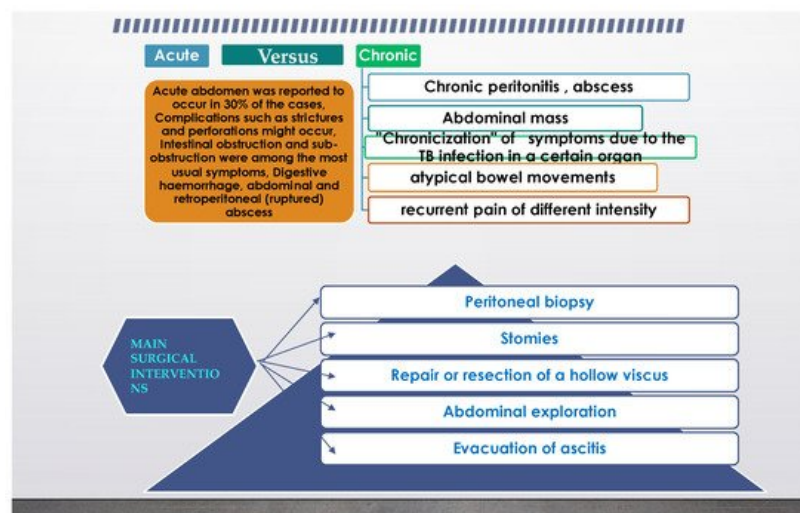 Acute Versus Chronic
Acute abdomen was reported to
occur in 30% of the cases,
Complications such as strictures
and perforations might occur,
Intestinal obstruction and sub-
obstruction were among the most
usual symptoms, Digestive
haemorrhage, abdominal and
retroperitoneal (ruptured)
abscess
Chronic peritonitis , abscess
Abdominal mass
"Chronicization" of symptoms due to the
TB infection in a certain organ
atypical bowel movements
recurrent pain of different intensity
MAIN
SURGICAL
INTERVENTIO
NS
Peritoneal biopsy
Stomies
Repair or resection of a hollow viscus
Abdominal exploration
Evacuation of ascitis